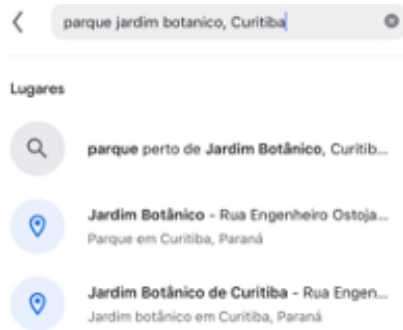 parque jardim botanico, Curitiba
Lugares
parque perto de Jardim Botânico, Curitib...
Jardim Botânico - Rua Engenheiro Ostoja...
Parque em Curitiba, Paraná
Jardim Botânico de Curitiba - Rua Engen...
Jardim botânico em Curitiba, Paraná